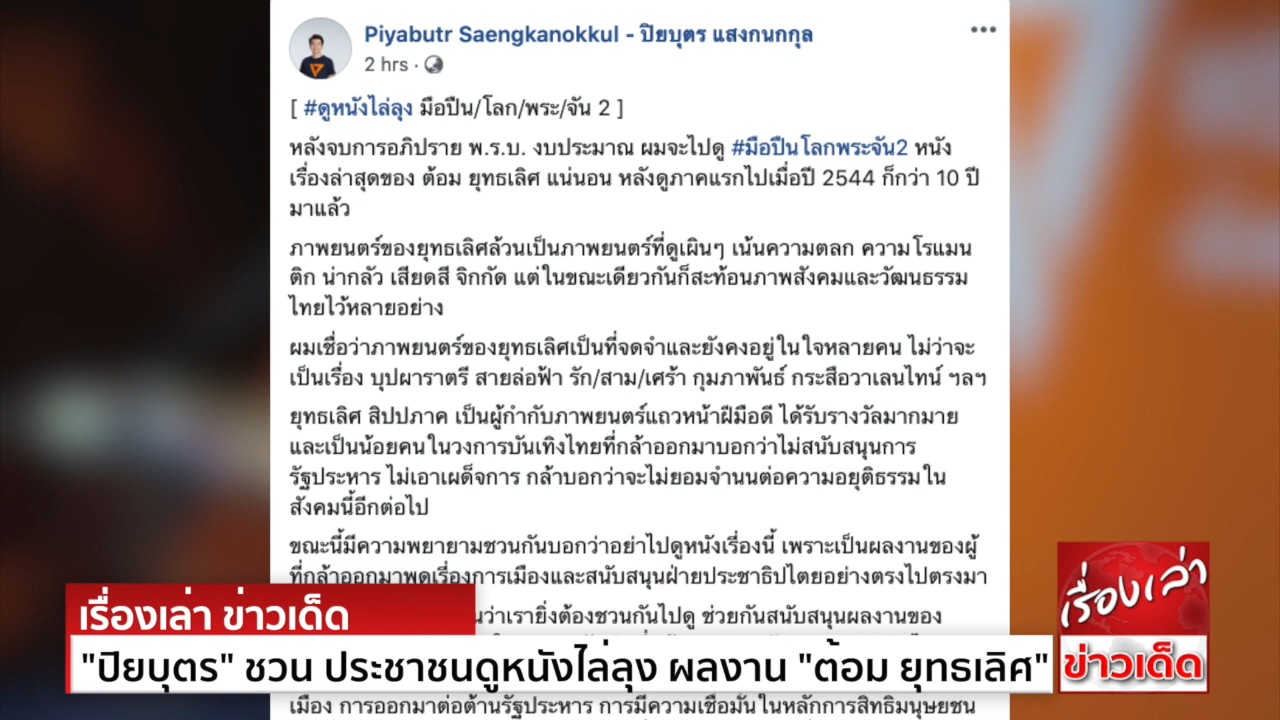 Piyabutr Saengkanokkul - ปิยบุตร แสงกนกกุล
2 hrs ·
[ #ดูหนังไล่ลุง มือปืน/โลก/พระ/จัน 2 ]
หลังจบการอภิปราย พ.ร.บ. งบประมาณ ผมจะไปดู #มือปืนโลกพระจัน2 หนัง
เรื่องล่าสุดของ ต้อม ยุทธเลิศ แน่นอน หลังดูภาคแรกไปเมื่อปี 2544 ก็กว่า 10 ปี
มาแล้ว
ภาพยนตร์ของยุทธเลิศล้วนเป็นภาพยนตร์ที่ดูเผินๆ เน้นความตลก ความโรแมน
ติก น่ากลัว เสียดสี จิกกัด แต่ในขณะเดียวกันก็สะท้อนภาพสังคมและวัฒนธรรม
ไทยไว้หลายอย่าง
ผมเชื่อว่าภาพยนตร์ของยุทธเลิศเป็นที่จดจำและยังคงอยู่ในใจหลายคน ไม่ว่าจะ
เป็นเรื่อง บุปผาราตรี สายล่อฟ้า รัก/สาม/เศร้า กุมภาพันธ์ กระสือวาเลนไทน์ ฯลฯ
ยุทธเลิศ สิปปภาค เป็นผู้กำกับภาพยนตร์แถวหน้าฝีมือดี ได้รับรางวัลมากมาย
และเป็นน้อยคนในวงการบันเทิงไทยที่กล้าออกมาบอกว่าไม่สนับสนุนการ
รัฐประหาร ไม่เอาเผด็จการ กล้าบอกว่าจะไม่ยอมจำนนต่อความอยุติธรรมใน
สังคมนี้อีกต่อไป
ขณะนี้มีความพยายามชวนกันบอกว่าอย่าไปดูหนังเรื่องนี้ เพราะเป็นผลงานของผู้
ที่กล้าออกมาพูดเรื่องการเมืองและสนับสนุนฝ่ายประชาธิปไตยอย่างตรงไปตรงมา
ว่าเรายิ่งต้องชวนกันไปดู ช่วยกันสนับสนุนผลงานของ
เรื่องเล่า ข่าวเด็ด
"ปิยบุตร" ชวน ประชาชนดูหนังไล่ลุง ผลงาน "ต้อม ยุทธเลิศ"
เมือง การออกมาต่อต้านรัฐประหาร การมีความเชื่อมั่นในหลักการสิทธิมนุษยชน
เรื่องเล่า
ข่าวเด็ด